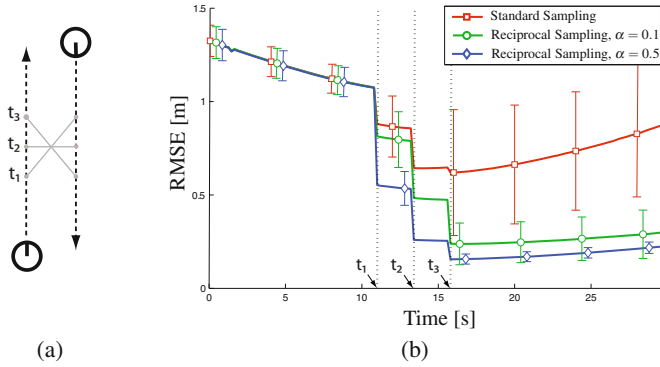 t₃
t₂
t₁
(a)
RMSE [m]
1.5
1
0.5
0
Standard Sampling
Reciprocal Sampling, α = 0.1
Reciprocal Sampling, α = 0.5
t₁
t₂
t₃
0
5
10
15
20
25
Time [s]
(b)